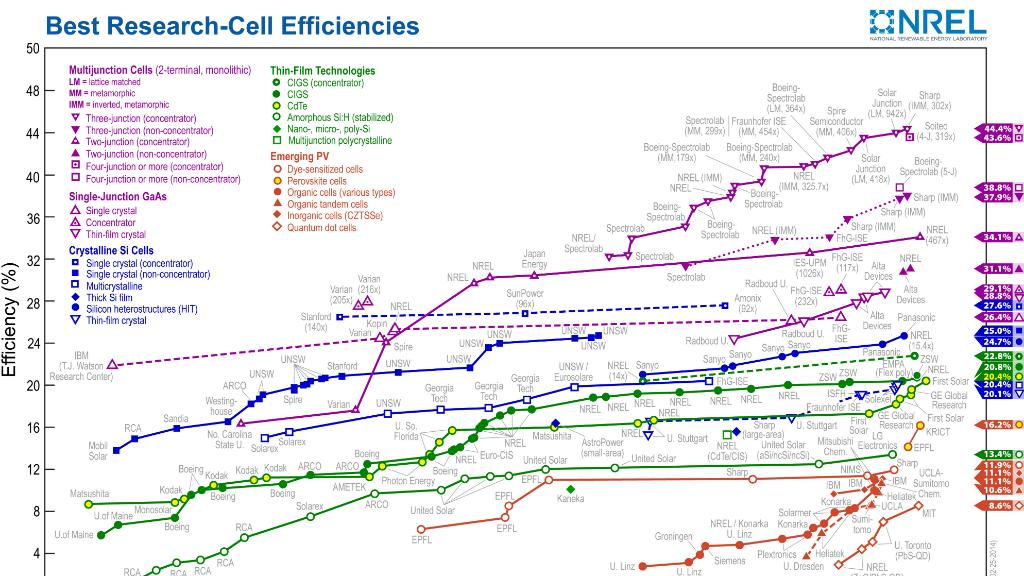 Best Research-Cell Efficiencies
NREL
NATIONAL RENEWABLE ENERGY LABORATORY
Efficiency (%)
50
48
44
40
36
32
28
24
20
16
12
8
4
Multijunction Cells (2-terminal, monolithic)
LM = lattice matched
MM = metamorphic
IMM = inverted, metamorphic
Three-junction (concentrator)
Three-junction (non-concentrator)
Two-junction (concentrator)
Two-junction (non-concentrator)
Four-junction or more (concentrator)
Four-junction or more (non-concentrator)
Single-Junction GaAs
Single crystal
Concentrator
Thin-film crystal
Crystalline Si Cells
Single crystal (concentrator)
Single crystal (non-concentrator)
Multicrystalline
Thick Si film
Silicon heterostructures (HIT)
Thin-film crystal
Thin-Film Technologies
CIGS (concentrator)
CIGS
CdTe
Amorphous Si:H (stabilized)
Nano-, micro-, poly-Si
Multijunction polycrystalline
Emerging PV
Dye-sensitized cells
Perovskite cells
Organic cells (various types)
Organic tandem cells
Inorganic cells (CZTSSe)
Quantum dot cells
Boeing-
Spectrolab
(LM, 364x)
Solar
Junction
(LM, 942x)
Sharp
(IMM, 302x)
Spectrolab
(MM, 299x)
Fraunhofer ISE
(MM, 454x)
Spire
Semiconductor
(MM, 406x)
Soitec
(4-J, 319x)
Boeing-Spectrolab
(MM,179x)
Boeing-Spectrolab
(MM, 240x)
NREL (IMM)
NREL
NREL
(IMM, 325.7x)
Solar
Junction
(LM, 418x)
Boeing-
Spectrolab (5-J)
Boeing-
Spectrolab
Boeing-
Spectrolab
Sharp (IMM)
Sharp (IMM)
NREL (IMM)
NREL/
Spectrolab
Spectrolab
Spectrolab
FhG-ISE
NREL
(467x)
Japan
Energy
NREL
NREL
IES-UPM
(1026x)
FhG-ISE
(117x)
Alta
Devices
Varian
(216x)
Varian
(205x)
SunPower
(96x)
Amonix
(92x)
Radboud U.
FhG-ISE
(232x)
Alta
Devices
Alta
Devices
Stanford
(140x)
Kopin
NREL
Varian
Spire
Radboud U.
Radboud U.
FhG-
ISE
IBM
(T.J. Watson
Research Center)
UNSW
UNSW
Spire
Stanford
UNSW
UNSW
UNSW
UNSW
Sanyo
Sanyo
Sanyo
Sanyo
Panasonic
Panasonic
NREL
(15.4x)
ARCO
Westing-
house
Sandia
RCA
Mobil
Solar
No. Carolina
State U.
Solarex
Varian
UNSW
Georgia
Tech
Georgia
Tech
Georgia
Tech
UNSW /
Eurosolare
NREL
(14x)
FhG-ISE
EMPA
(Flex poly)
ZSW
First Solar
NREL
NREL
NREL
NREL
NREL
NREL
ZSW
ZSW
ISFH
Solexel
GE Global
Research
GE Global
Research
First
Solar
Fraunhofer ISE
U. So.
Florida
NREL
Euro-CIS
Matsushita
AstroPower
(small-area)
NREL
U. Stuttgart
U. Stuttgart
NREL
(CdTe/CIS)
Sharp
(large-area)
Mitsubishi
Chem.
LG
Electronics
EPFL
KRICT
Matsushita
Monosolar
Kodak
Boeing
Boeing
Boeing
Kodak
Kodak
Boeing
ARCO
ARCO
AMETEK
Boeing
Photon Energy
ARCO
U.of Maine
U.of Maine
Solarex
RCA
RCA
RCA
RCA
RCA
United Solar
United Solar
United Solar
United Solar
(aSi/ncSi/ncSi)
Kaneka
EPFL
EPFL
EPFL
EPFL
Sharp
NIMS
Sharp
UCLA-
Sumitomo
Chem.
IBM
IBM
IBM
Konarka
Heliatek
UCLA
Sumi-
tomo
Solarmer
Konarka
NREL / Konarka
U. Linz
Groningen
Plextronics
Heliatek
U. Linz
U. Linz
U. Dresden
MIT
U. Toronto
(PbS-QD)
NREL
44.4%
43.6%
38.8%
37.9%
34.1%
31.1%
29.1%
28.8%
27.6%
26.4%
25.0%
24.7%
22.8%
20.8%
20.4%
20.4%
20.1%
16.2%
13.4%
11.9%
11.1%
11.1%
10.6%
8.6%